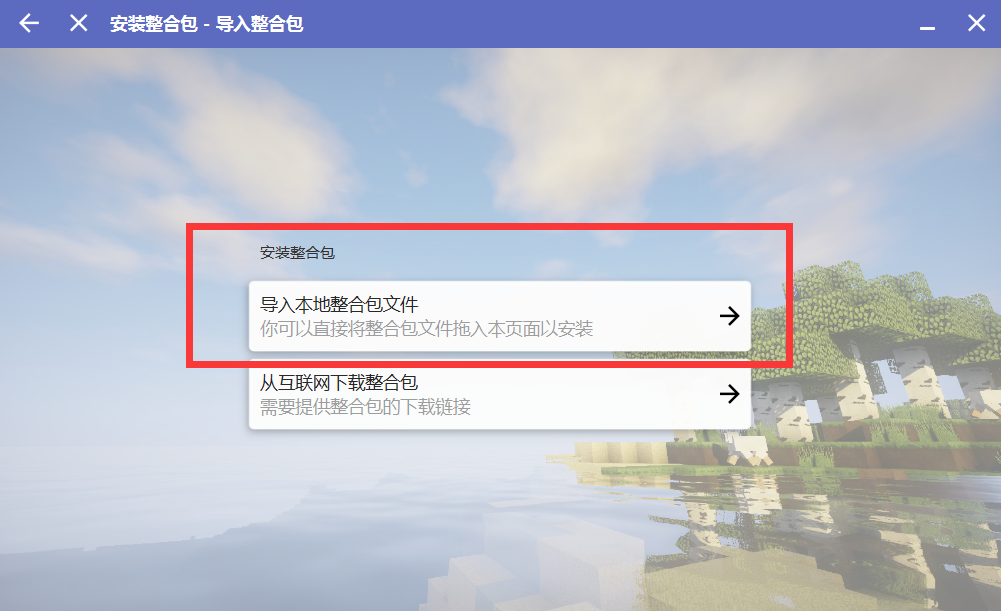 安装整合包 - 导入整合包
安装整合包
导入本地整合包文件
你可以直接将整合包文件拖入本页面以安装
从互联网下载整合包
需要提供整合包的下载链接